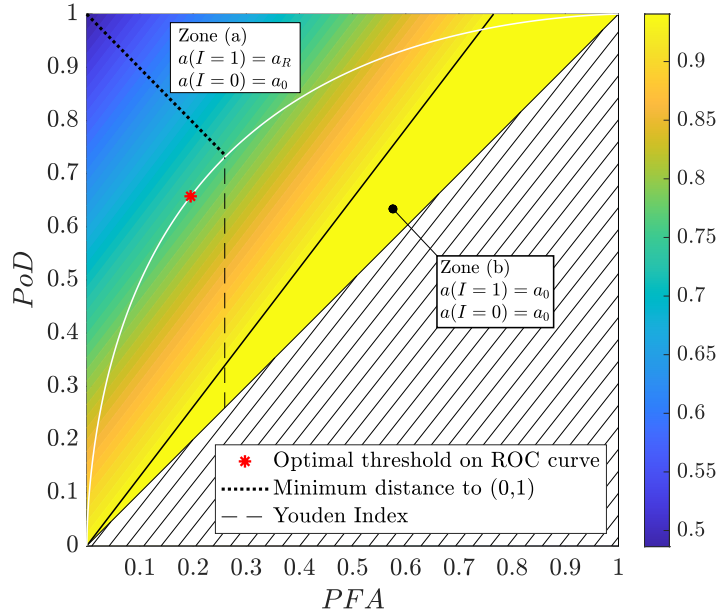 1
0.9
0.8
0.7
0.6
0.5
0.4
0.3
0.2
0.1
0
PoD
Zone (a)
a(I = 1) = a_R
a(I = 0) = a_0
Zone (b)
a(I = 1) = a_0
a(I = 0) = a_0
Optimal threshold on ROC curve
Minimum distance to (0,1)
Youden Index
0.1 0.2 0.3 0.4 0.5 0.6 0.7 0.8 0.9 1
PFA
0.9
0.85
0.8
0.75
0.7
0.65
0.6
0.55
0.5